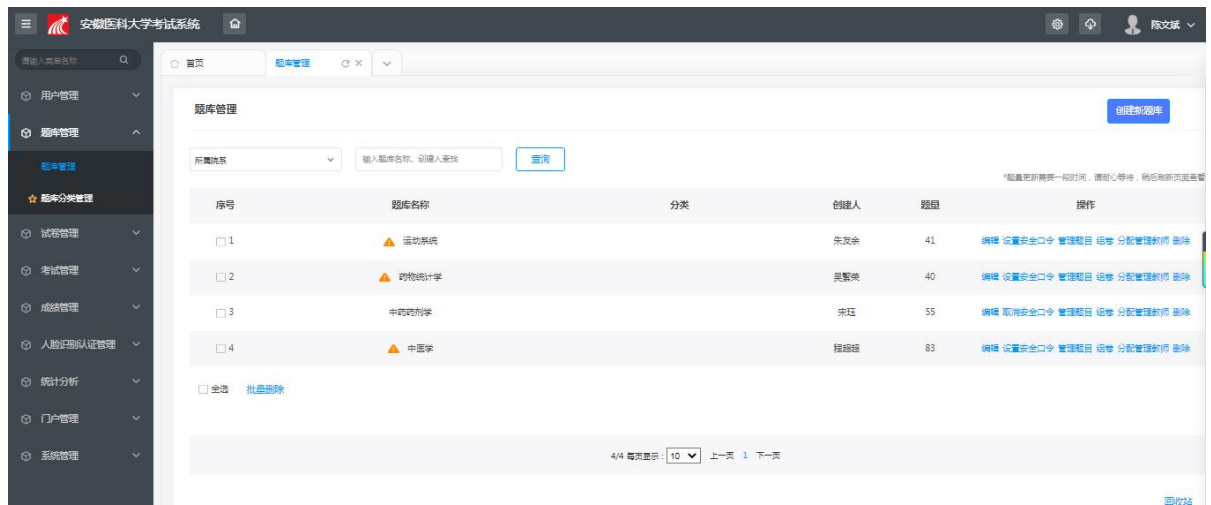 安徽医科大学考试系统
陈文斌
请输入菜单名称
首页
题库管理
用户管理
题库管理
创建新题库
题库管理
题库管理
所属院系
输入题库名称、创建人查找
查询
*题量更新需要一段时间，请耐心等待，稍后刷新页面查看
题库分类管理
序号 题库名称 分类 创建人 题量 操作
试卷管理
1 运动系统 朱友余 41 编辑 设置安全口令 管理题目 组卷 分配管理教师 删除
考试管理
2 药物统计学 吴繁荣 40 编辑 设置安全口令 管理题目 组卷 分配管理教师 删除
成绩管理
3 中药药剂学 宋珏 55 编辑 取消安全口令 管理题目 组卷 分配管理教师 删除
人脸识别认证管理
4 中医学 程超超 83 编辑 设置安全口令 管理题目 组卷 分配管理教师 删除
统计分析
全选 批量删除
门户管理
系统管理
4/4 每页显示: 10 上一页 1 下一页
回收站